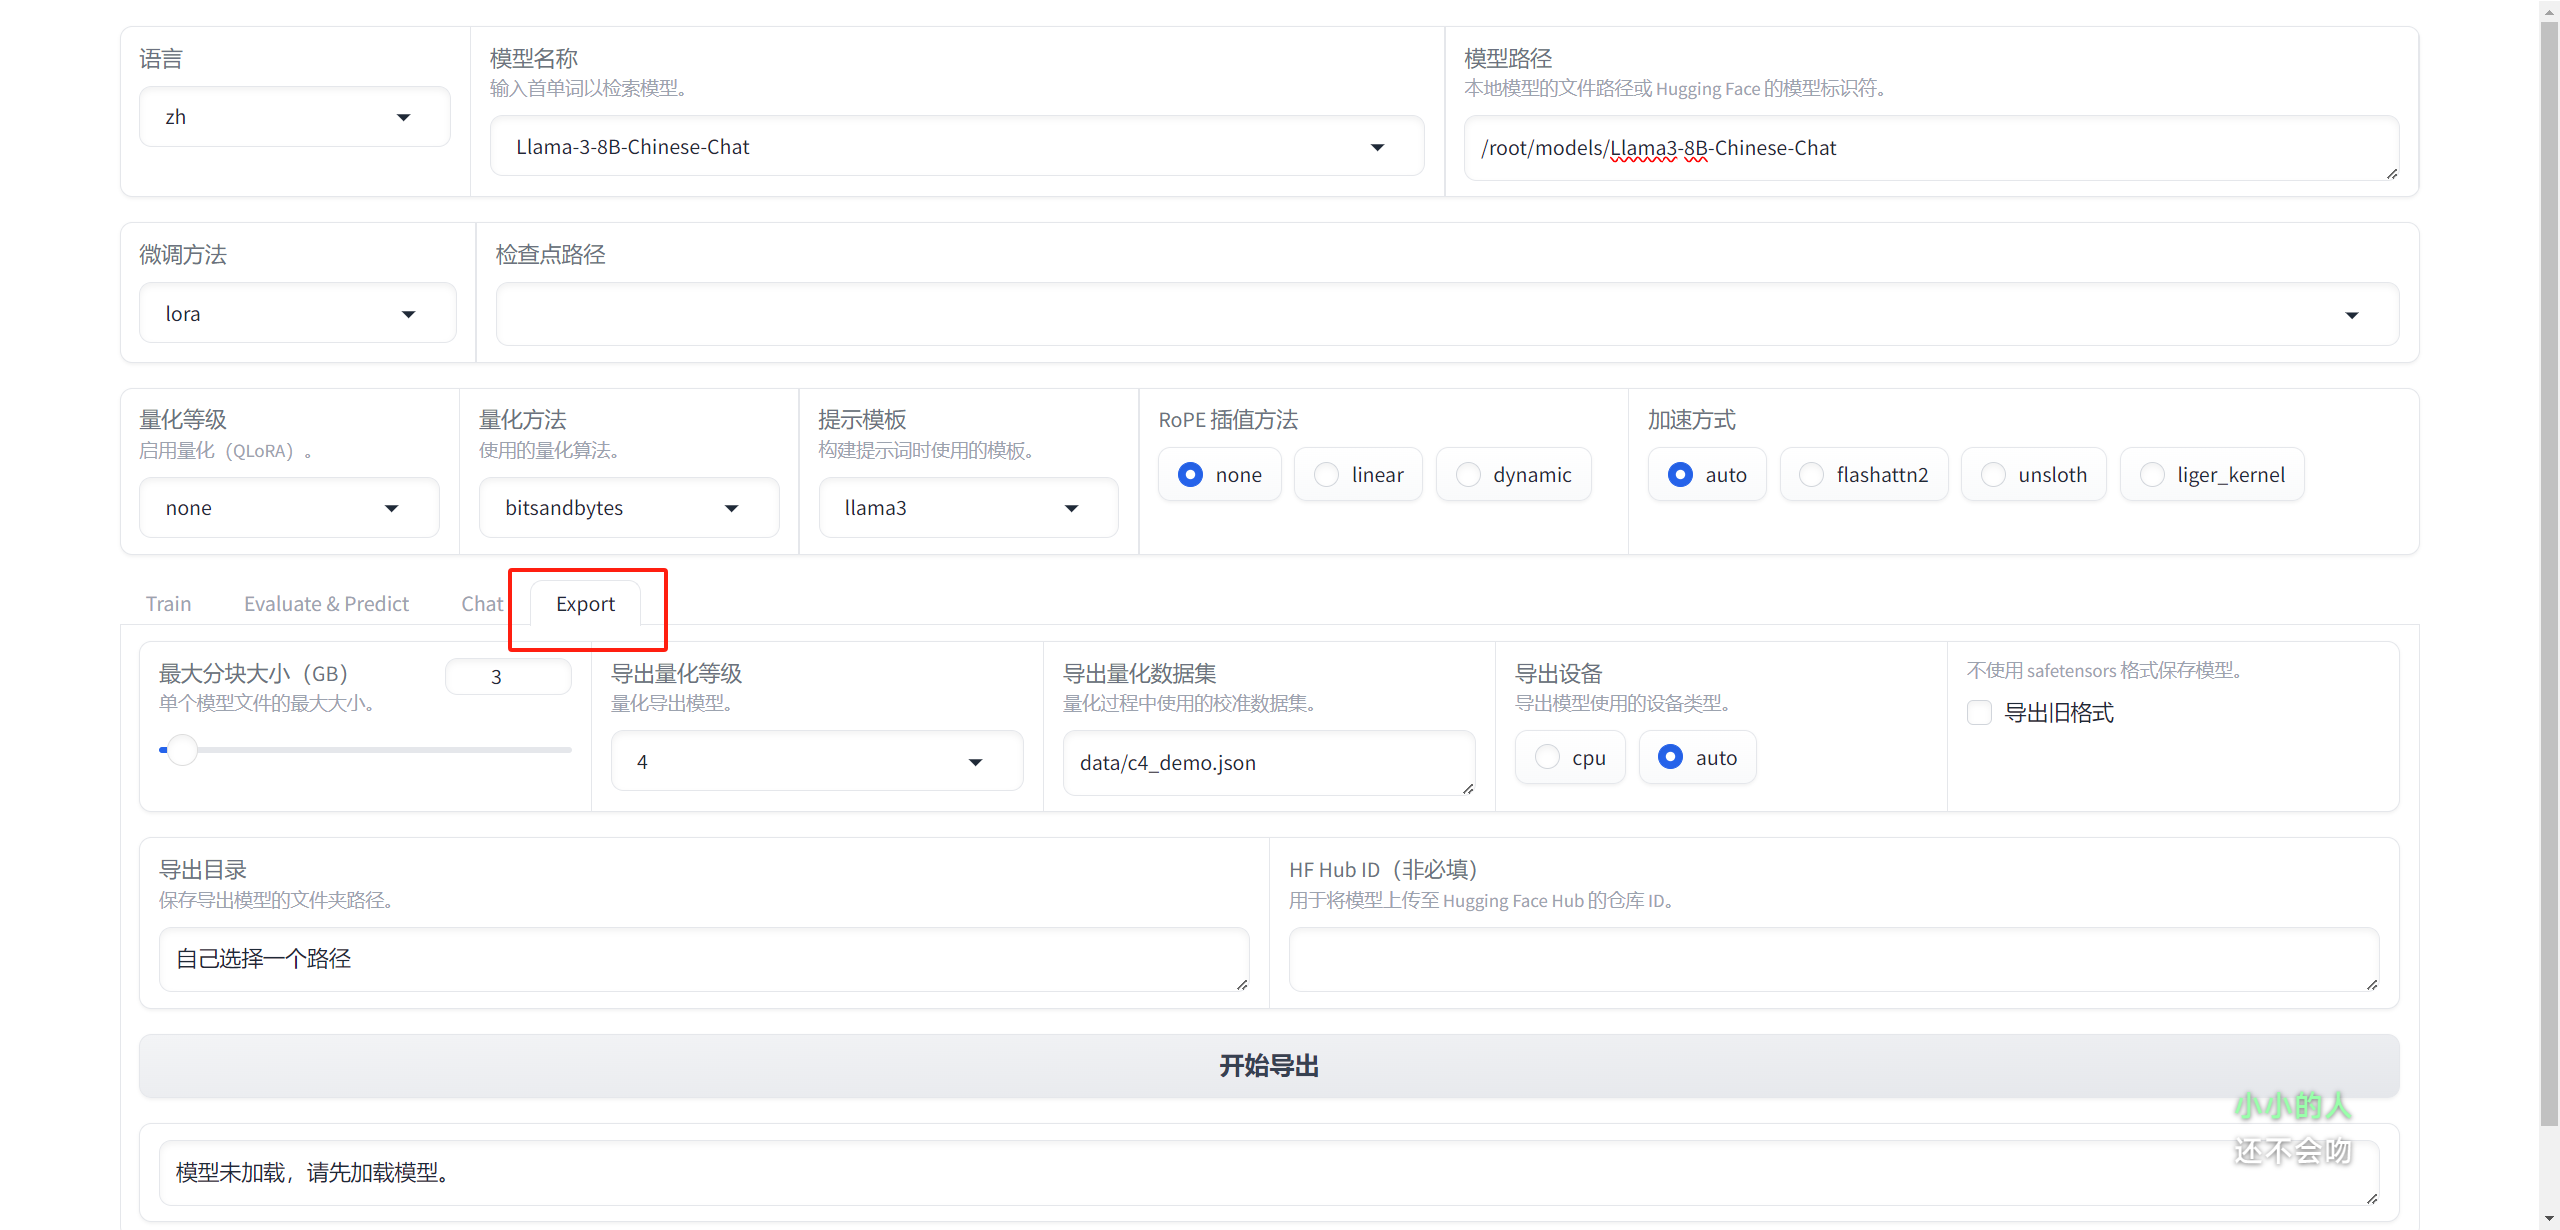 语言
zh
模型名称
输入首单词以检索模型。
Llama-3-8B-Chinese-Chat
模型路径
本地模型的文件路径或 Hugging Face 的模型标识符。
/root/models/Llama3-8B-Chinese-Chat
微调方法
lora
检查点路径
量化等级
启用量化（QLoRA）。
none
量化方法
使用的量化算法。
bitsandbytes
提示模板
构建提示词时使用的模板。
llama3
RoPE 插值方法
none linear dynamic
加速方式
auto flashattn2 unsloth liger_kernel
Train Evaluate & Predict Chat Export
最大分块大小（GB） 3
单个模型文件的最大大小。
导出量化等级
量化导出模型。
4
导出量化数据集
量化过程中使用的校准数据集。
data/c4_demo.json
导出设备
导出模型使用的设备类型。
cpu auto
不使用 safetensors 格式保存模型。
导出旧格式
导出目录
保存导出模型的文件夹路径。
自己选择一个路径
HF Hub ID（非必填）
用于将模型上传至 Hugging Face Hub 的仓库 ID。
开始导出
小小的人
还不会吻
模型未加载，请先加载模型。